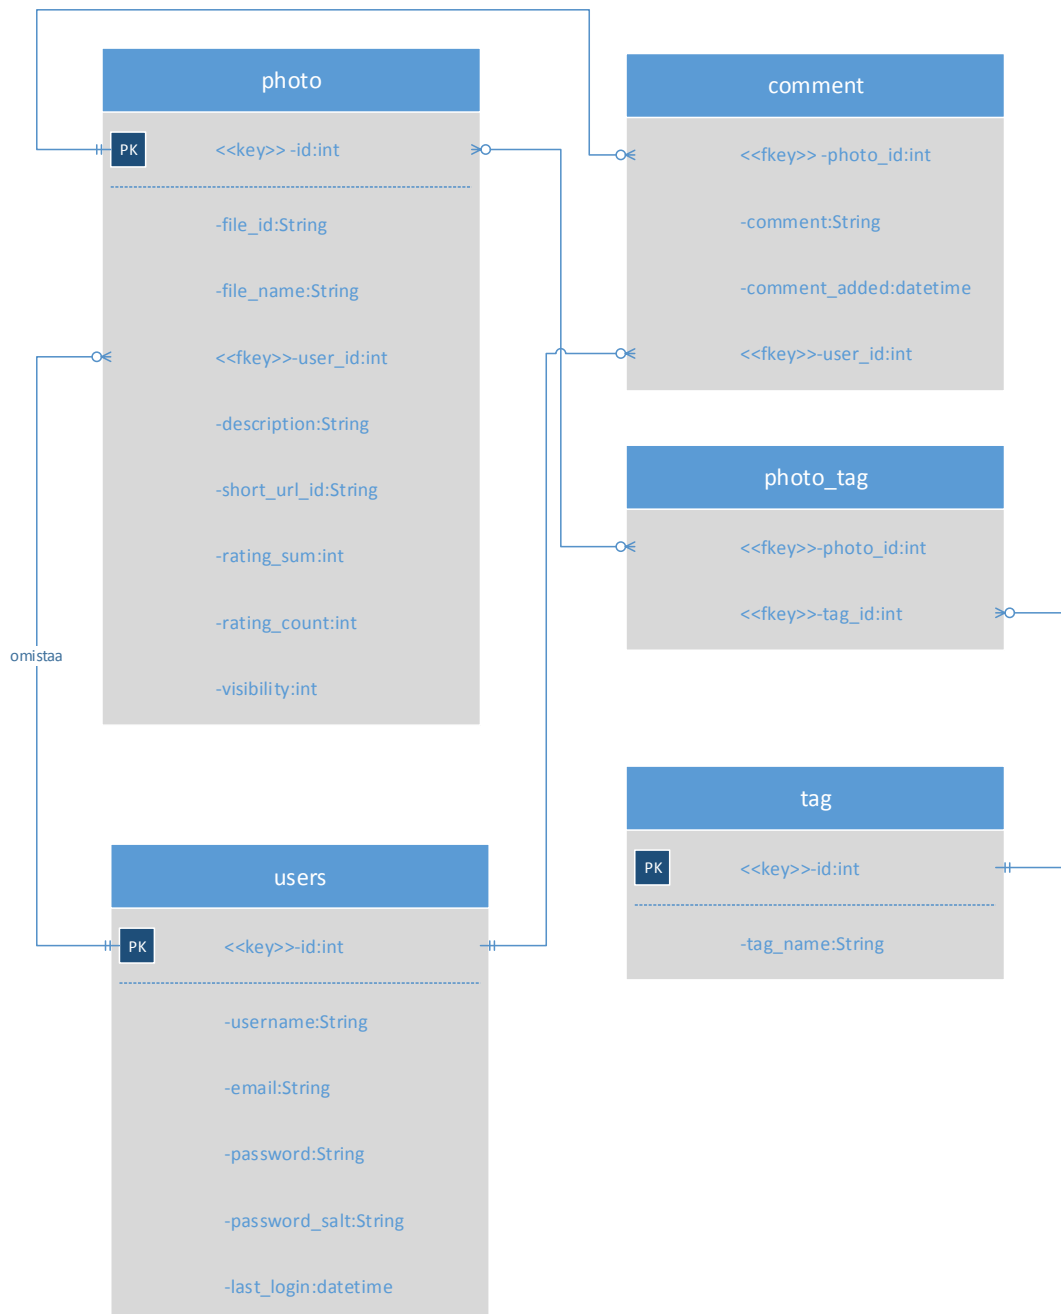 photo
PK
<<key>> -id:int
-file_id:String
-file_name:String
<<fkey>>-user_id:int
-description:String
-short_url_id:String
-rating_sum:int
-rating_count:int
-visibility:int
omistaa
comment
<<fkey>> -photo_id:int
-comment:String
-comment_added:datetime
<<fkey>>-user_id:int
photo_tag
<<fkey>>-photo_id:int
<<fkey>>-tag_id:int
tag
PK
<<key>>-id:int
-tag_name:String
users
PK
<<key>>-id:int
-username:String
-email:String
-password:String
-password_salt:String
-last_login:datetime